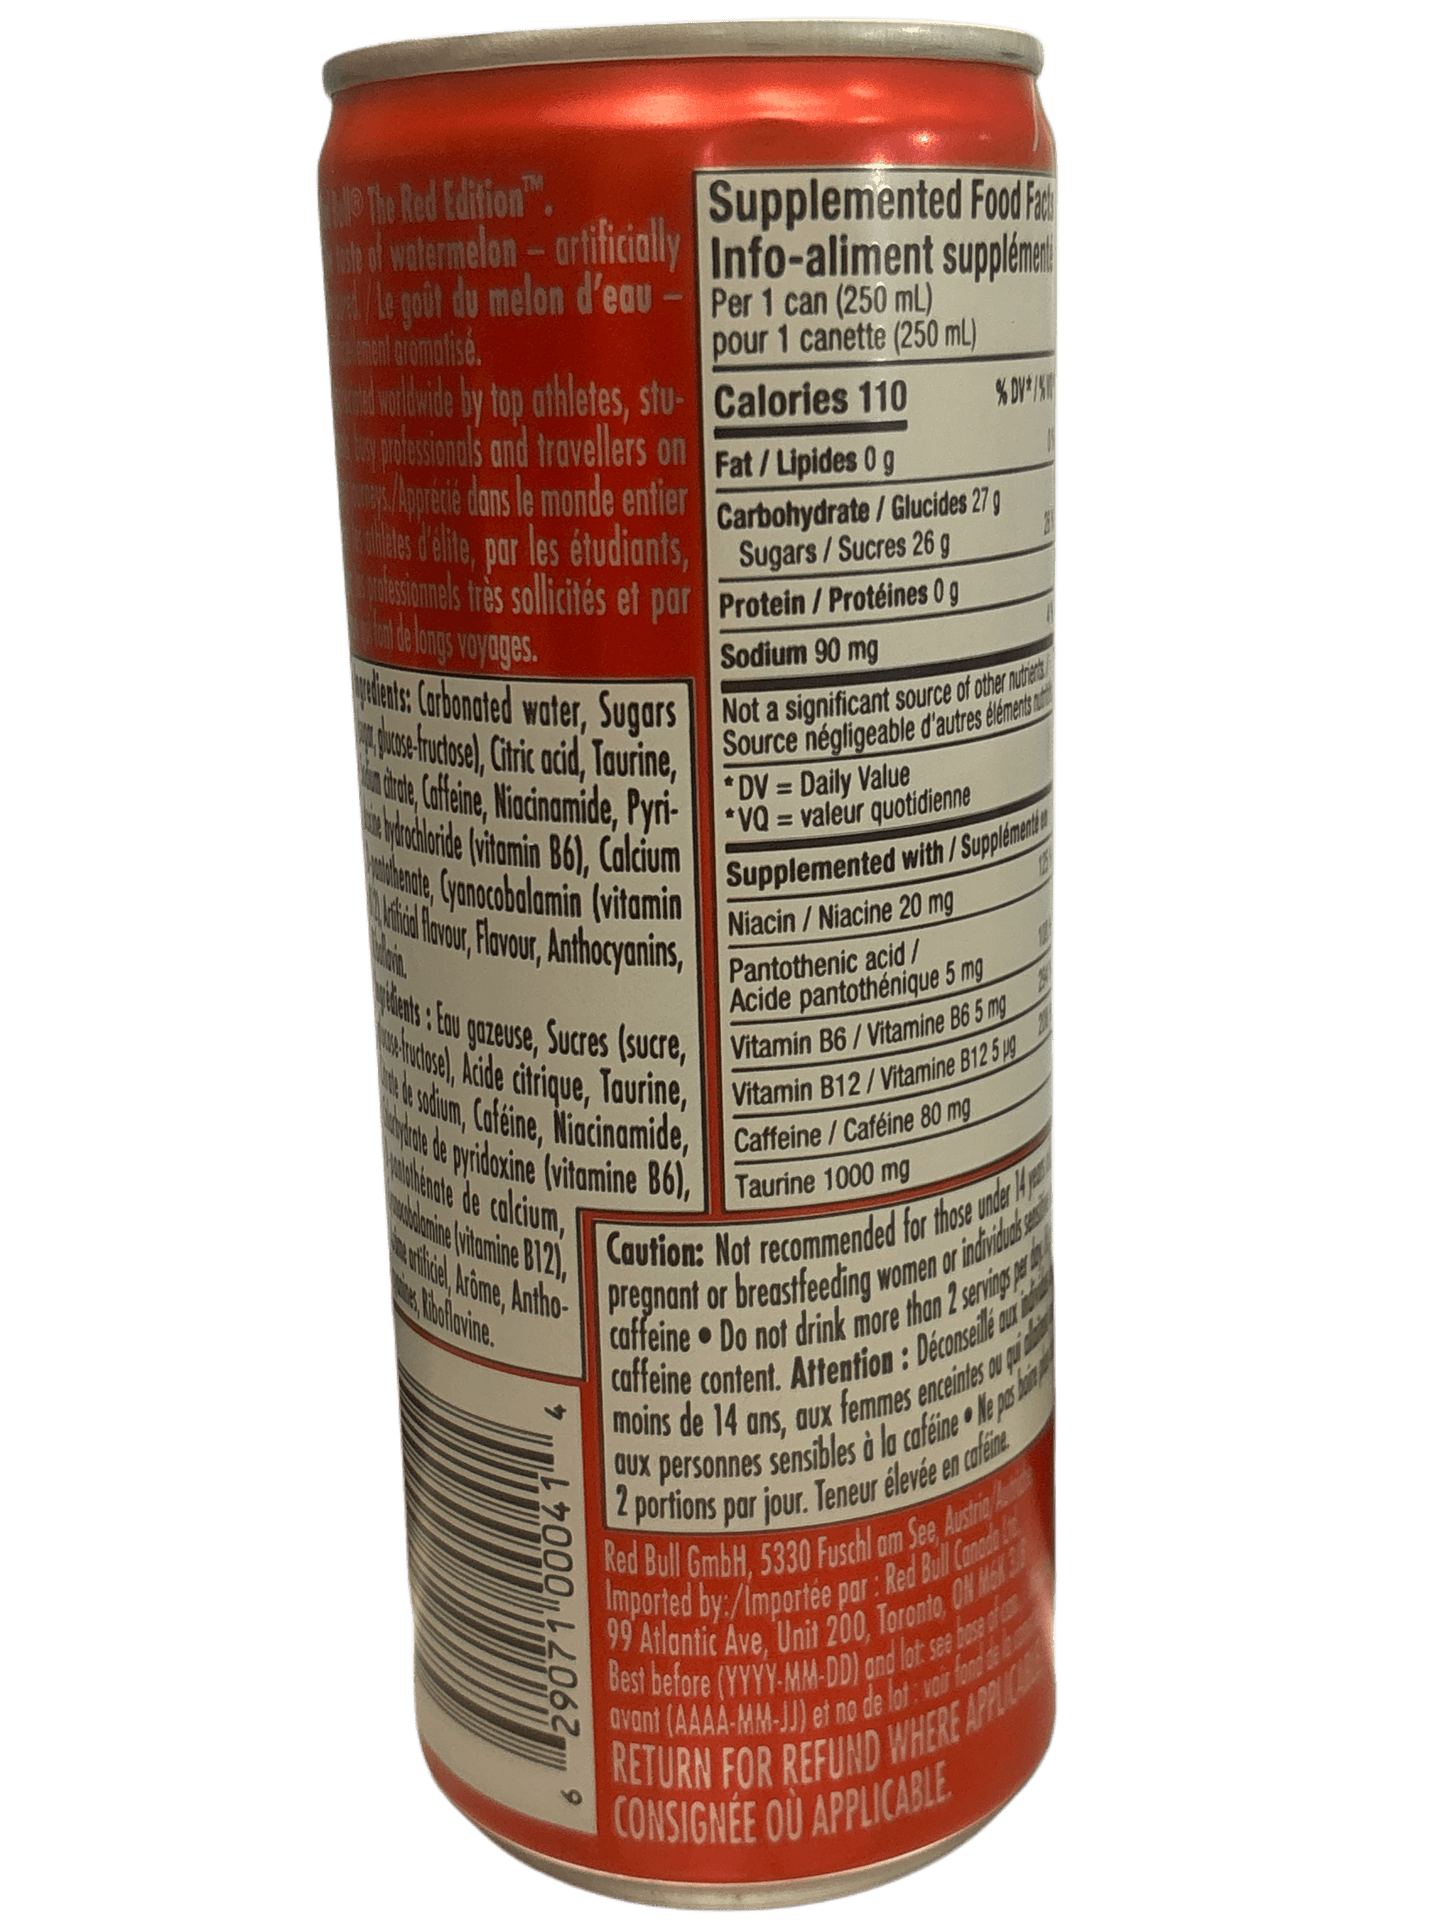 The Red Edition™.
of watermelon – artificially
/ Le goût du melon d'eau –
aromatisé.
worldwide by top athletes, stu-
busy professionals and travellers on
/Apprécié dans le monde entier
athlètes d'élite, par les étudiants,
professionnels très sollicités et par
font de longs voyages.
Ingredients: Carbonated water, Sugars
glucose-fructose), Citric acid, Taurine,
citrate, Caffeine, Niacinamide, Pyri-
hydrochloride (vitamin B6), Calcium
pantothenate, Cyanocobalamin (vitamin
Artificial flavour, Flavour, Anthocyanins,
Ingrédients : Eau gazeuse, Sucres (sucre,
glucose-fructose), Acide citrique, Taurine,
de sodium, Caféine, Niacinamide,
de pyridoxine (vitamine B6),
de calcium,
(vitamine B12),
artificiel, Arôme, Antho-
Riboflavine.
6 29071 00041 4
Supplemented Food Facts
Info-aliment supplémenté
Per 1 can (250 mL)
pour 1 canette (250 mL)
Calories 110 % DV*
Fat / Lipides 0 g
Carbohydrate / Glucides 27 g
Sugars / Sucres 26 g
Protein / Protéines 0 g
Sodium 90 mg
Not a significant source of other nutrients./
Source négligeable d'autres éléments
*DV = Daily Value
*VQ = valeur quotidienne
Supplemented with / Supplémenté en
Niacin / Niacine 20 mg
Pantothenic acid /
Acide pantothénique 5 mg
Vitamin B6 / Vitamine B6 5 mg
Vitamin B12 / Vitamine B12 5 µg
Caffeine / Caféine 80 mg
Taurine 1000 mg
Caution: Not recommended for those under 14 years
pregnant or breastfeeding women or individuals
caffeine • Do not drink more than 2 servings per day.
caffeine content. Attention : Déconseillé aux
moins de 14 ans, aux femmes enceintes ou qui
aux personnes sensibles à la caféine • Ne pas boire
2 portions par jour. Teneur élevée en caféine.
Red Bull GmbH, 5330 Fuschl am See, Austria/
Imported by:/Importée par : Red Bull Canada Ltd.
99 Atlantic Ave, Unit 200, Toronto, ON M6K
Best before (YYYY-MM-DD) and lot: see base of can.
avant (AAAA-MM-JJ) et no de lot : voir fond de la
RETURN FOR REFUND WHERE
CONSIGNÉE OÙ APPLICABLE.